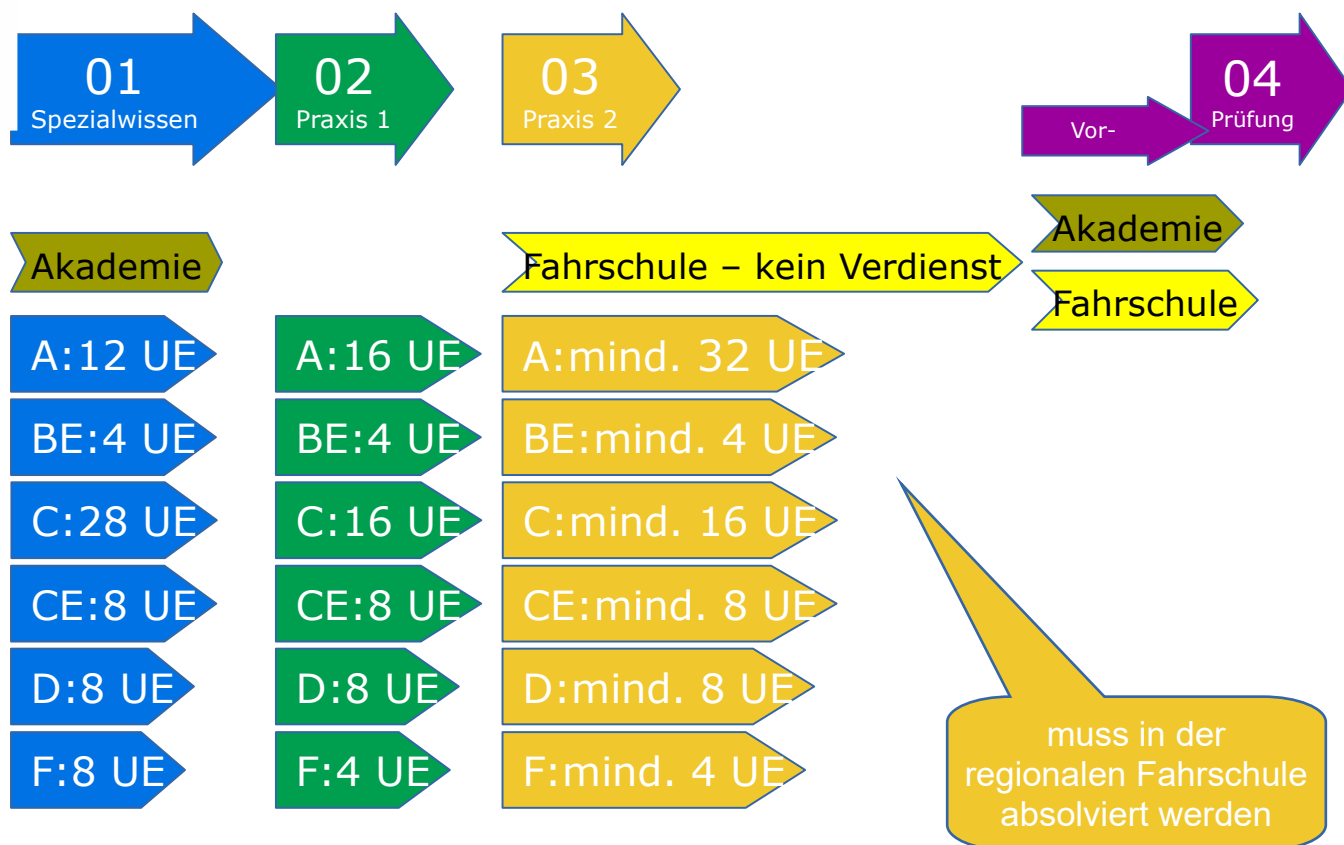 01
Spezialwissen
02
Praxis 1
03
Praxis 2
Vor-
04
Prüfung
Akademie
Fahrschule – kein Verdienst
Akademie
Fahrschule
A:12 UE
A:16 UE
A:mind. 32 UE
BE:4 UE
BE:4 UE
BE:mind. 4 UE
C:28 UE
C:16 UE
C:mind. 16 UE
CE:8 UE
CE:8 UE
CE:mind. 8 UE
D:8 UE
D:8 UE
D:mind. 8 UE
F:8 UE
F:4 UE
F:mind. 4 UE
muss in der
regionalen Fahrschule
absolviert werden